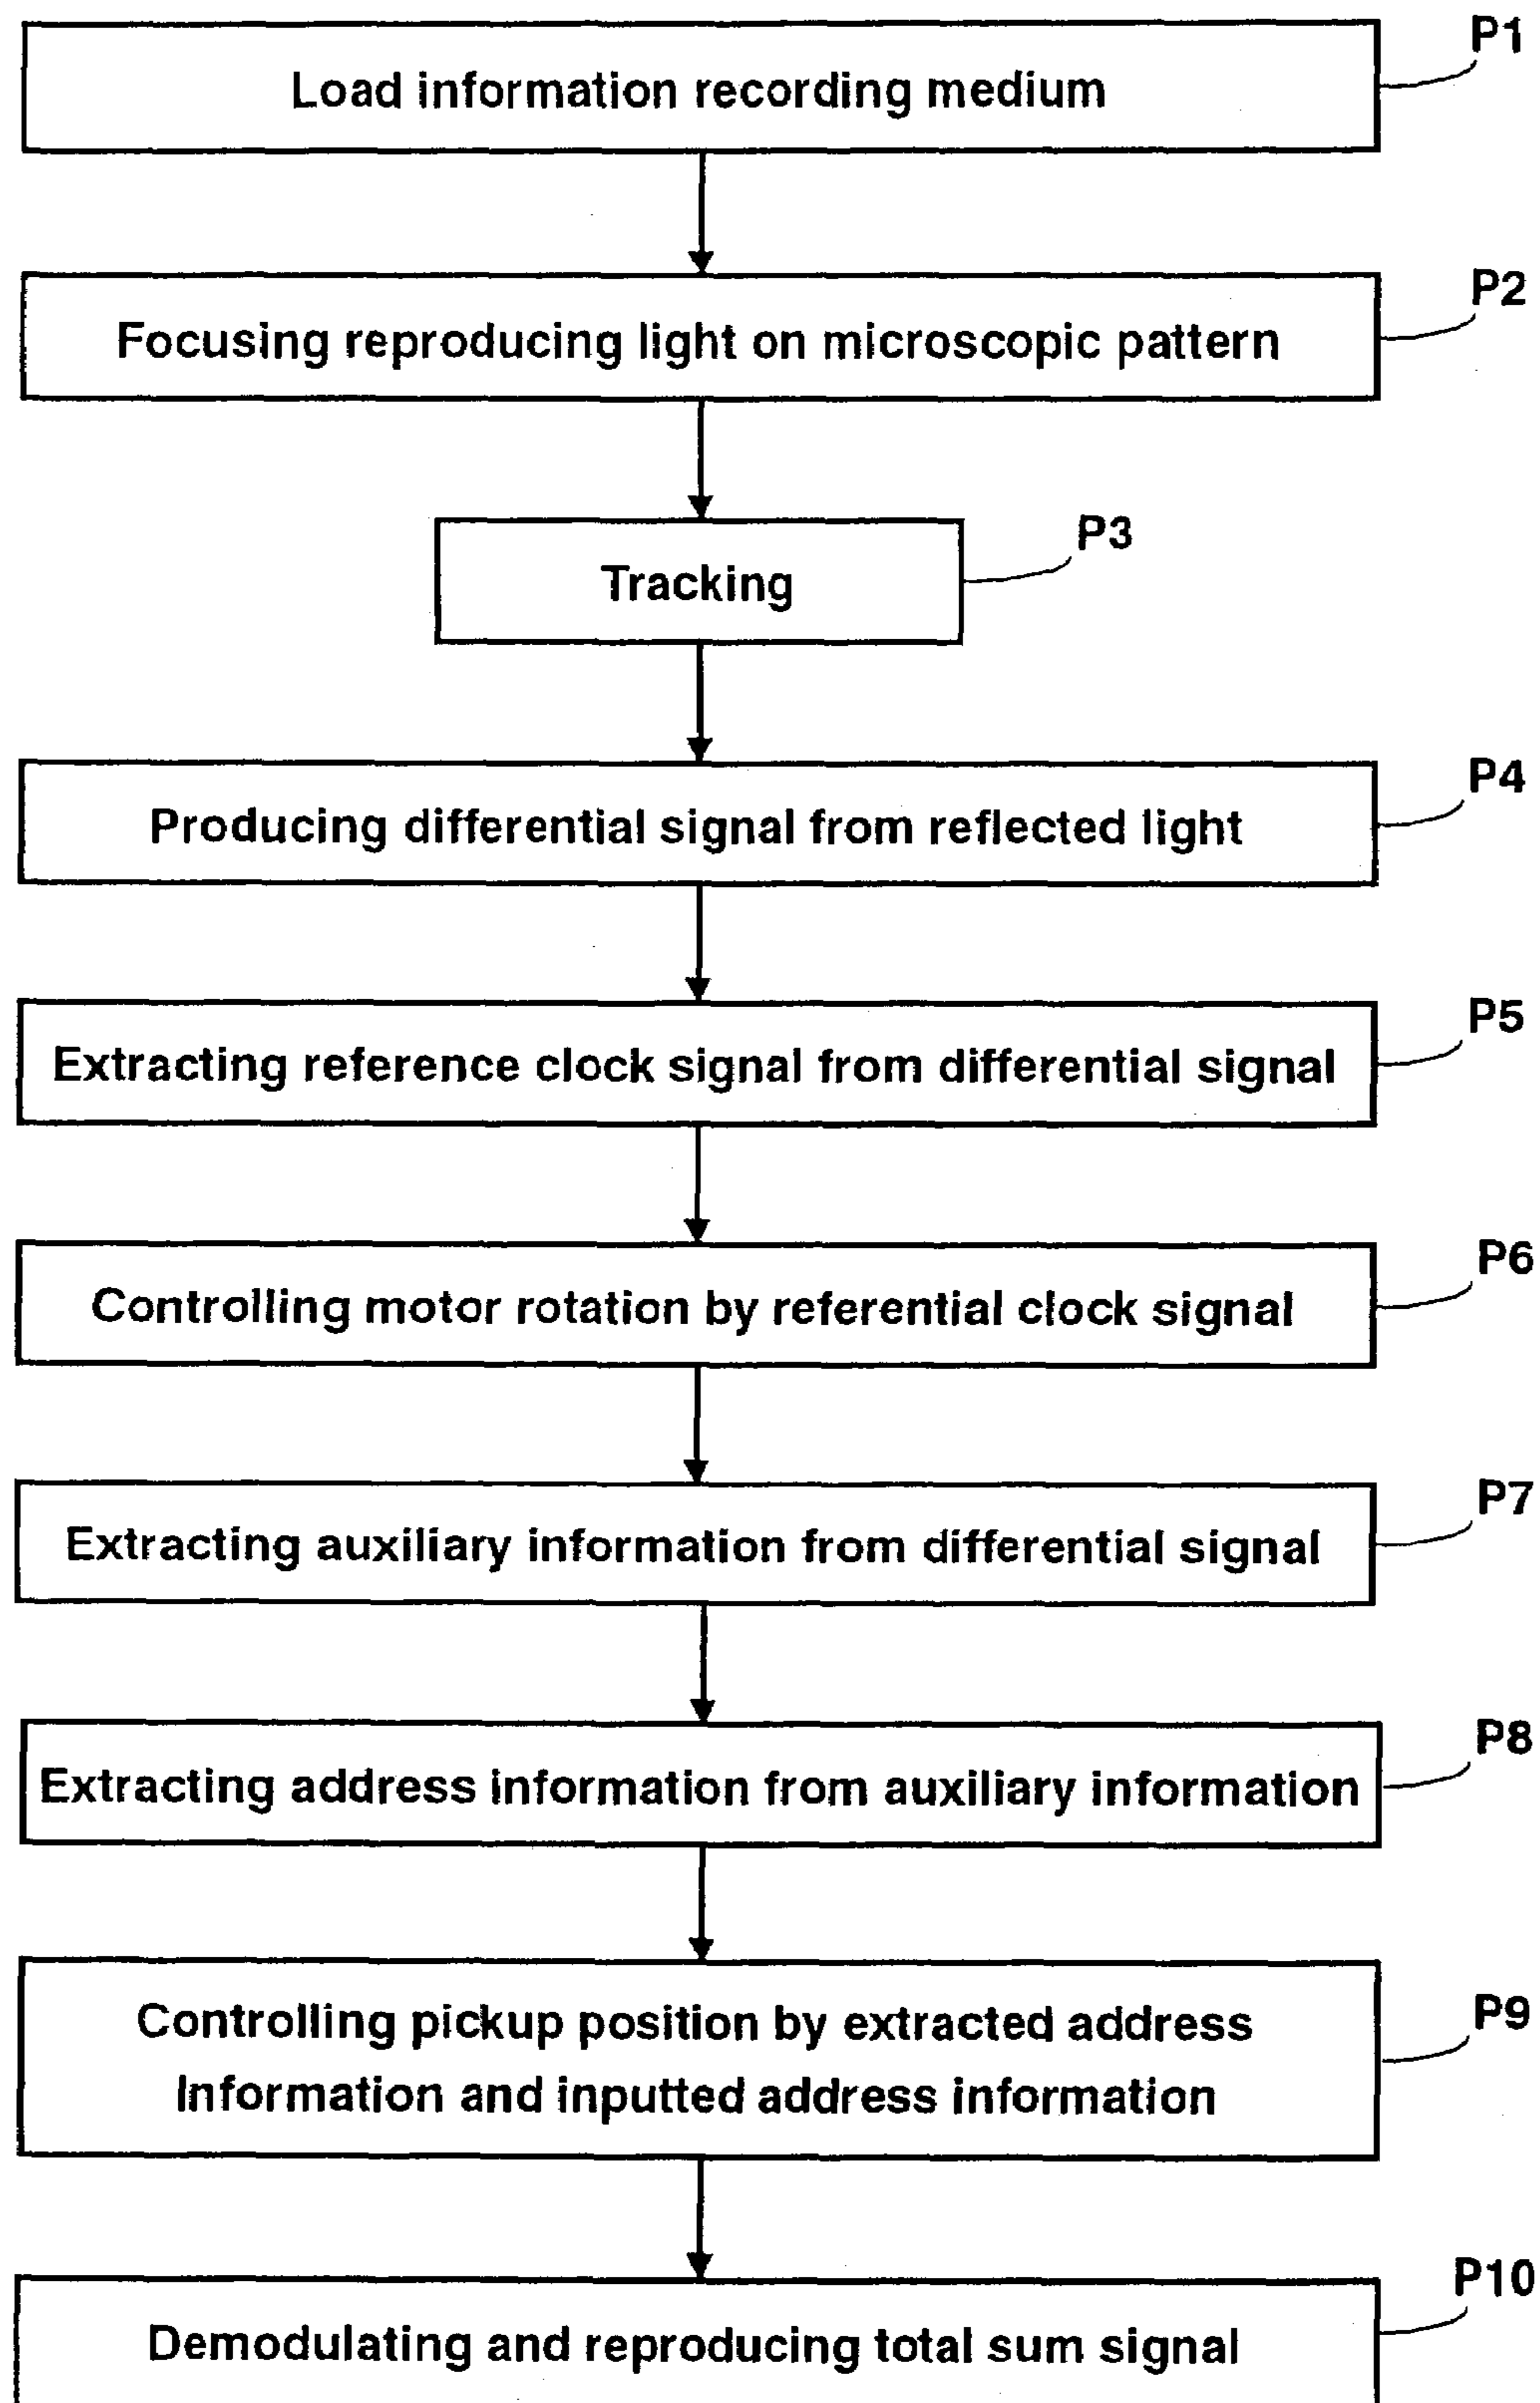 P1
Load information recording medium
P2
Focusing reproducing light on microscopic pattern
P3
Tracking
P4
Producing differential signal from reflected light
P5
Extracting reference clock signal from differential signal
P6
Controlling motor rotation by referential clock signal
P7
Extracting auxiliary information from differential signal
P8
Extracting address information from auxiliary information
P9
Controlling pickup position by extracted address
Information and inputted address information
P10
Demodulating and reproducing total sum signal